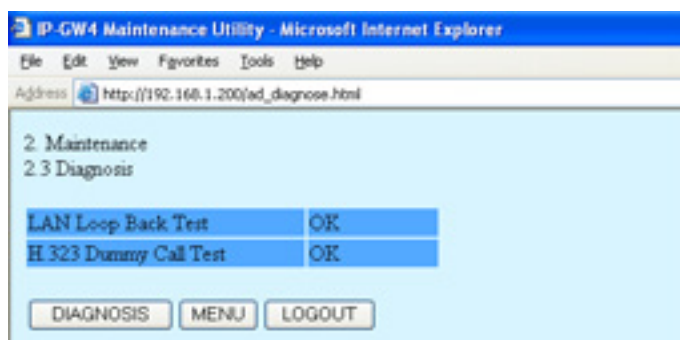 IP-GW4 Maintenance Utility - Microsoft Internet Explorer
File Edit View Favorites Tools Help
Address http://192.168.1.200/ad_diagnose.html
2. Maintenance
2.3 Diagnosis
LAN Loop Back Test OK
H.323 Dummy Call Test OK
DIAGNOSIS MENU LOGOUT